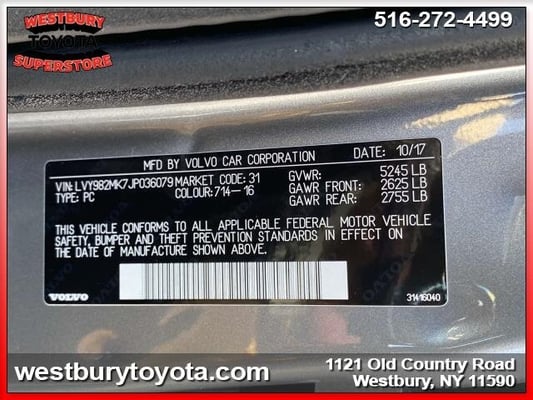 WESTBURY
TOYOTA
SUPERSTORE
516-272-4499
MFD BY VOLVO CAR CORPORATION
DATE: 10/17
VIN: LVY982MK7JP036079
MARKET CODE: 31
TYPE: PC
COLOUR: 714-16
GVWR: 5245 LB
GAWR FRONT: 2625 LB
GAWR REAR: 2755 LB
THIS VEHICLE CONFORMS TO ALL APPLICABLE FEDERAL MOTOR VEHICLE
SAFETY, BUMPER AND THEFT PREVENTION STANDARDS IN EFFECT ON
THE DATE OF MANUFACTURE SHOWN ABOVE.
VOLVO
31416040
westburytoyota.com
1121 Old Country Road
Westbury, NY 11590